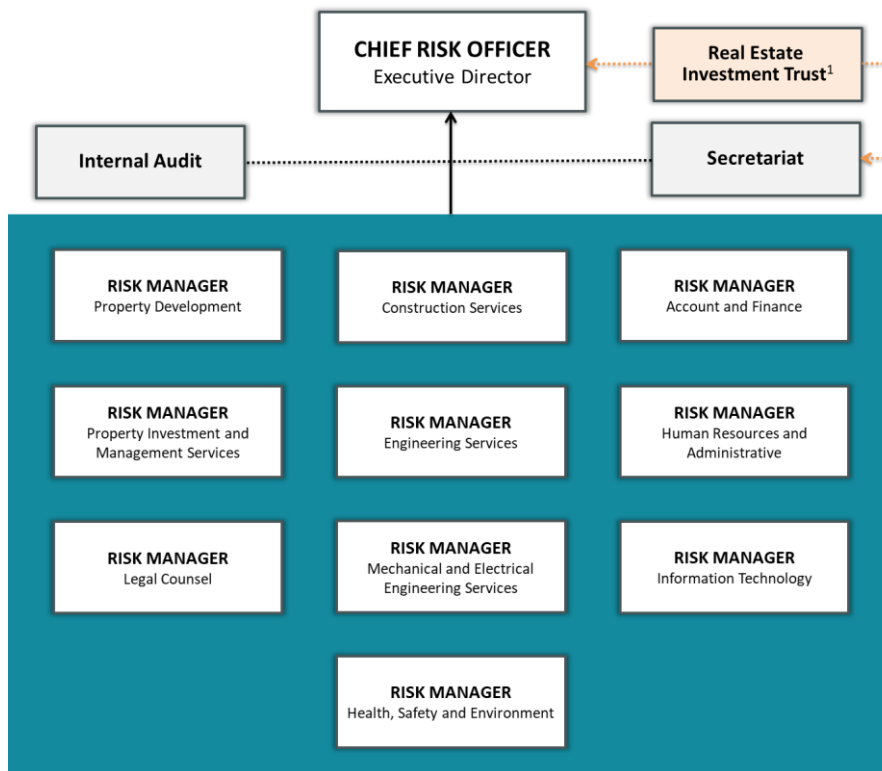 CHIEF RISK OFFICER
Executive Director
Real Estate
Investment Trust¹
Internal Audit
Secretariat
RISK MANAGER
Property Development
RISK MANAGER
Construction Services
RISK MANAGER
Account and Finance
RISK MANAGER
Property Investment and
Management Services
RISK MANAGER
Engineering Services
RISK MANAGER
Human Resources and
Administrative
RISK MANAGER
Legal Counsel
RISK MANAGER
Mechanical and Electrical
Engineering Services
RISK MANAGER
Information Technology
RISK MANAGER
Health, Safety and Environment